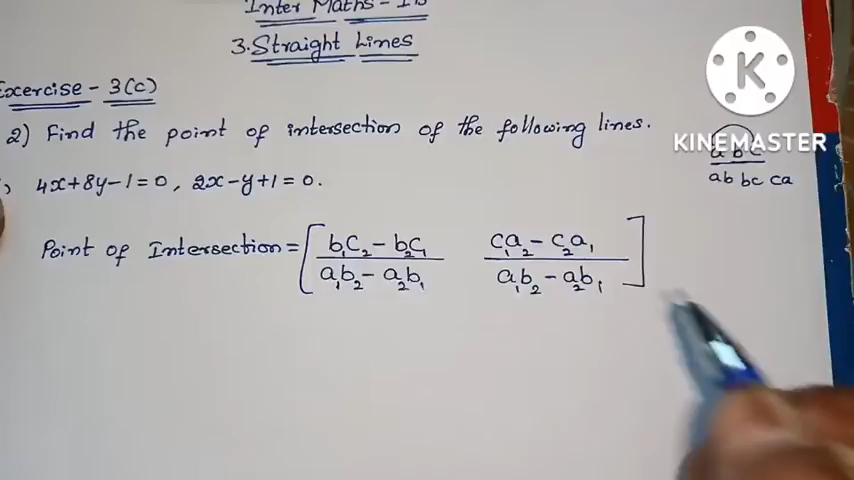 Inter Maths - IB
3. Straight Lines
Exercise - 3(c)
2) Find the point of intersection of the following lines.
) 4x+8y-1=0, 2x-y+1=0.
Point of Intersection = [ b₁c₂ - b₂c₁ / a₁b₂ - a₂b₁   c₁a₂ - c₂a₁ / a₁b₂ - a₂b₁ ]
KINEMASTER
a b c
ab bc ca